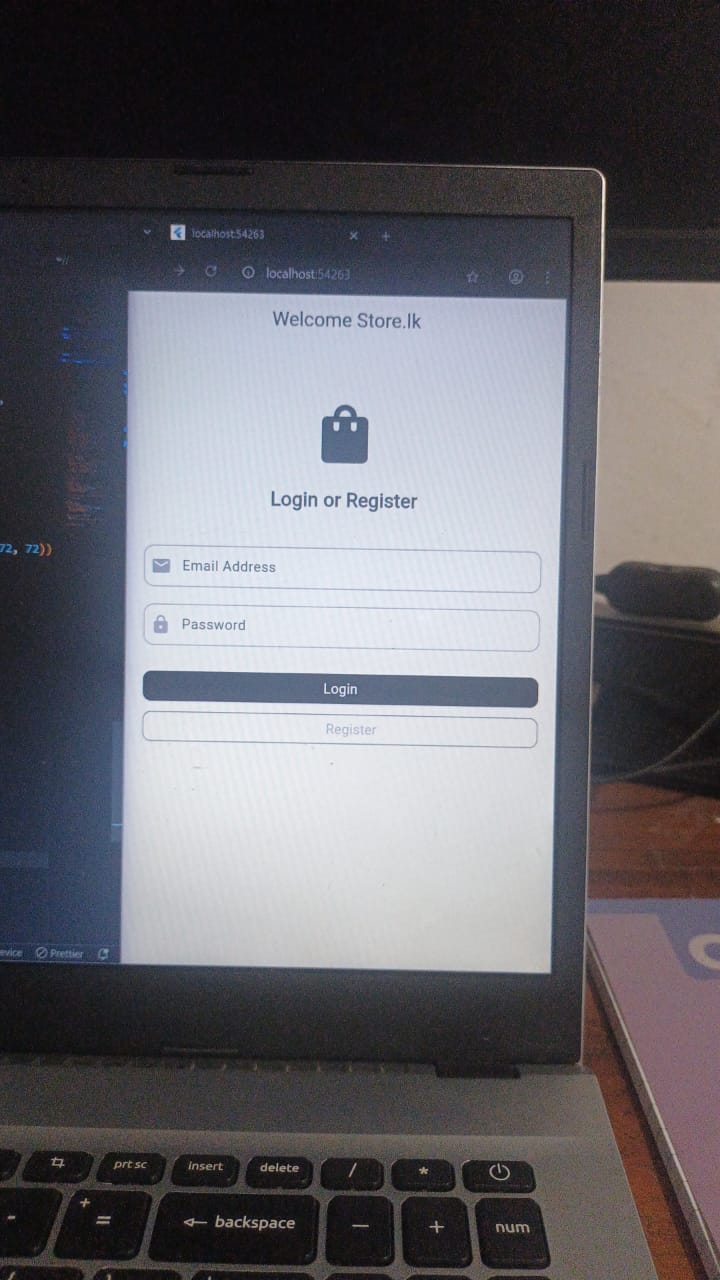 localhost:54263
localhost:54263
Welcome Store.lk
Login or Register
72, 72))
Email Address
Password
Login
Register
Prettier
prt sc
insert
delete
/
*
-
+
=
backspace
—
+
num